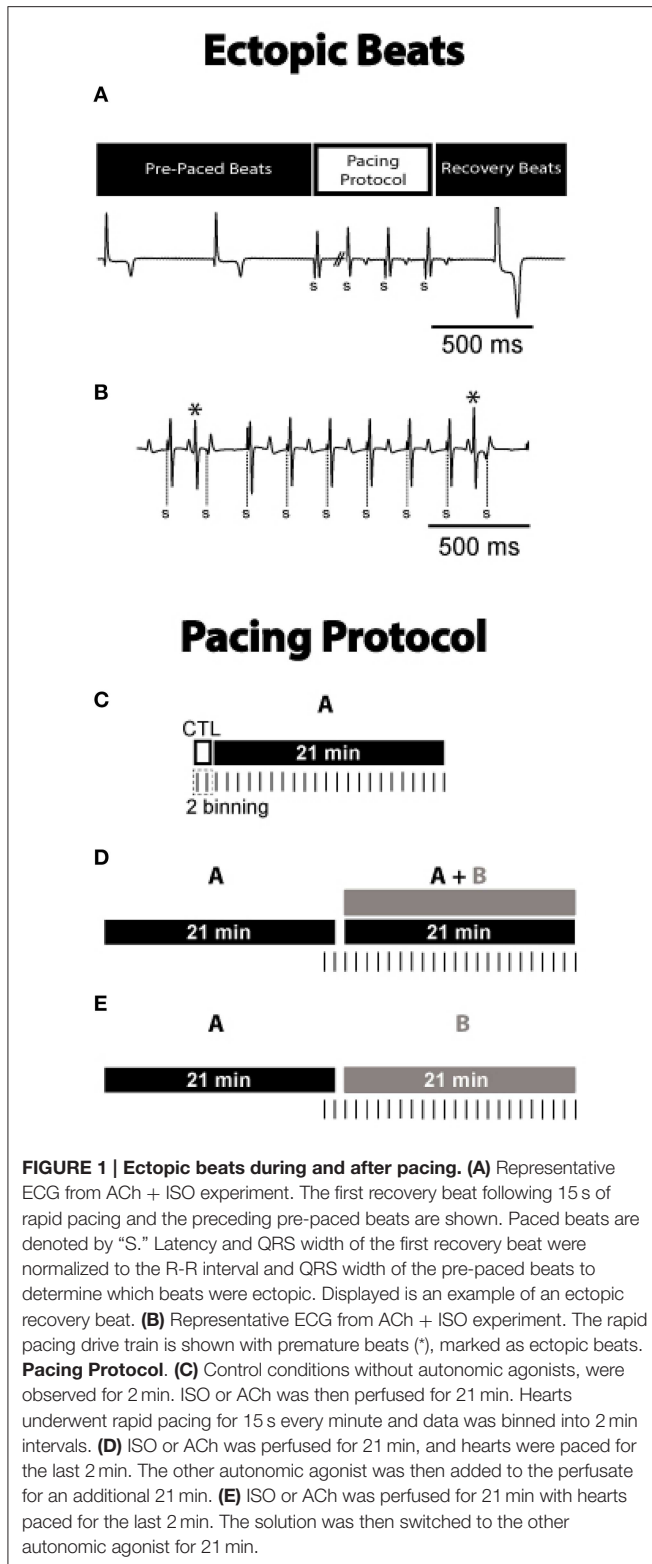 Ectopic Beats
A
Pre-Paced Beats
Pacing
Protocol
Recovery Beats
s s s s
500 ms
B
* *
s s s s s s s s s
500 ms
Pacing Protocol
C
A
CTL
21 min
2 binning
D
A A + B
21 min 21 min
E
A B
21 min 21 min
FIGURE 1 | Ectopic beats during and after pacing. (A) Representative
ECG from ACh + ISO experiment. The first recovery beat following 15 s of
rapid pacing and the preceding pre-paced beats are shown. Paced beats are
denoted by “S.” Latency and QRS width of the first recovery beat were
normalized to the R-R interval and QRS width of the pre-paced beats to
determine which beats were ectopic. Displayed is an example of an ectopic
recovery beat. (B) Representative ECG from ACh + ISO experiment. The rapid
pacing drive train is shown with premature beats (*), marked as ectopic beats.
Pacing Protocol. (C) Control conditions without autonomic agonists, were
observed for 2 min. ISO or ACh was then perfused for 21 min. Hearts
underwent rapid pacing for 15 s every minute and data was binned into 2 min
intervals. (D) ISO or ACh was perfused for 21 min, and hearts were paced for
the last 2 min. The other autonomic agonist was then added to the perfusate
for an additional 21 min. (E) ISO or ACh was perfused for 21 min with hearts
paced for the last 2 min. The solution was then switched to the other
autonomic agonist for 21 min.